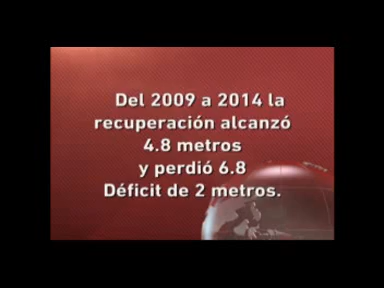 Del 2009 a 2014 la
recuperación alcanzó
4.8 metros
y perdió 6.8
Déficit de 2 metros.